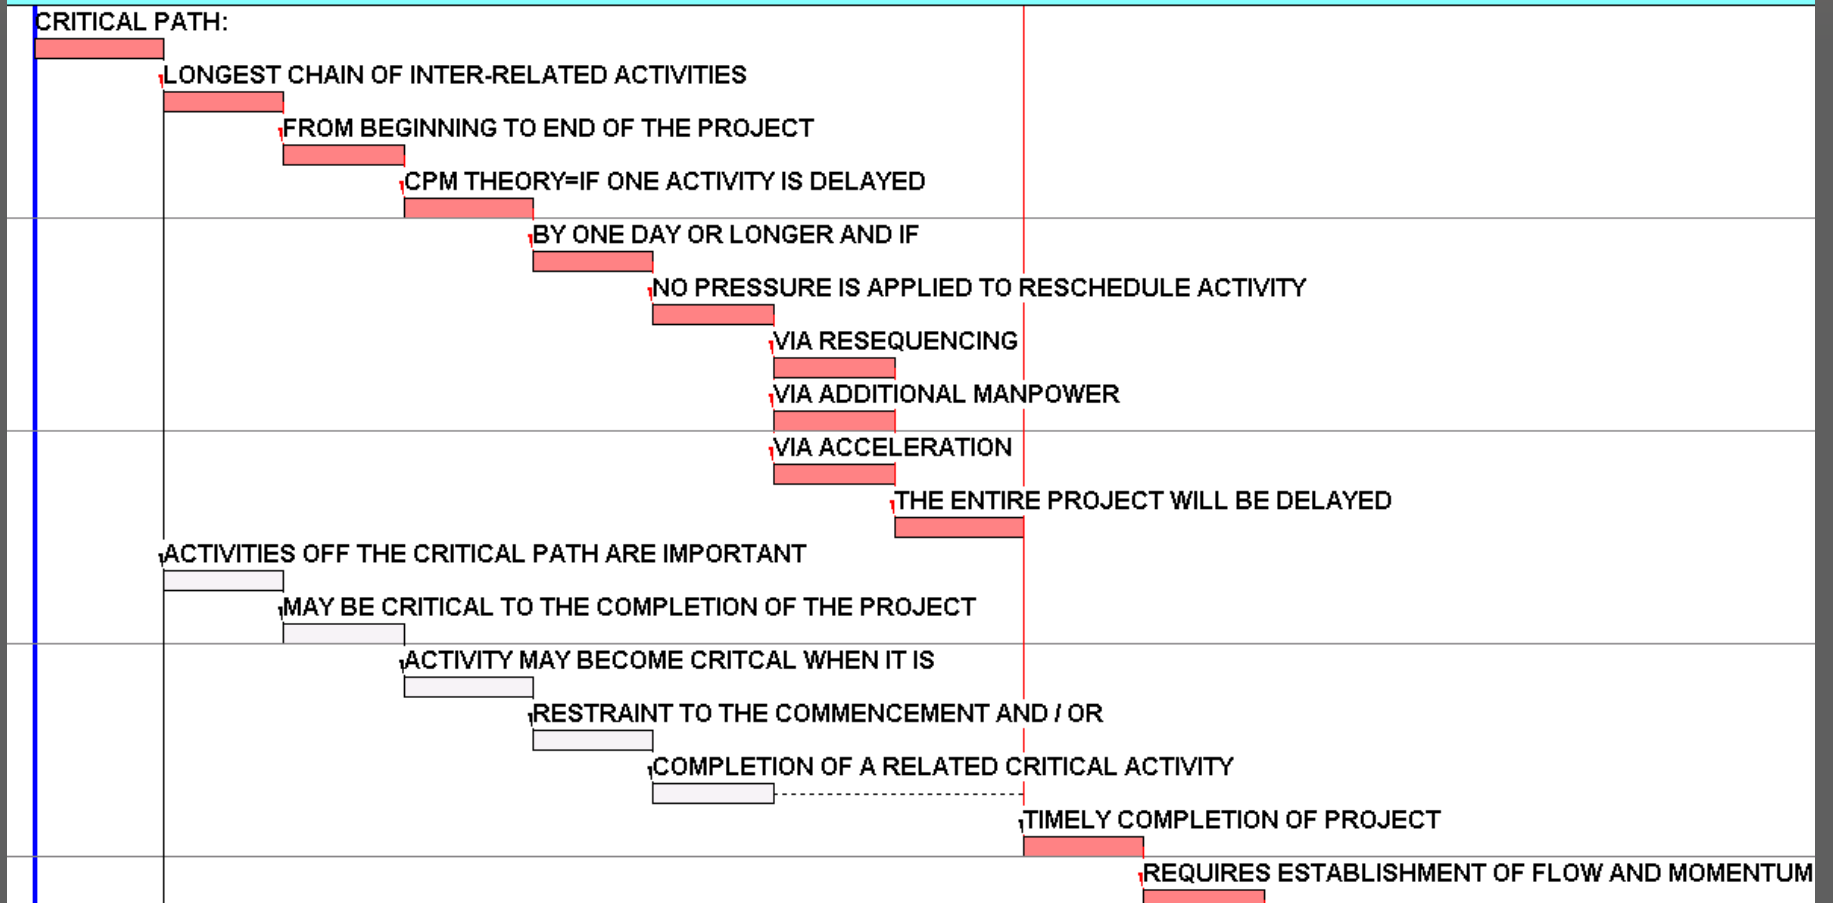 CRITICAL PATH:
LONGEST CHAIN OF INTER-RELATED ACTIVITIES
FROM BEGINNING TO END OF THE PROJECT
CPM THEORY=IF ONE ACTIVITY IS DELAYED
BY ONE DAY OR LONGER AND IF
NO PRESSURE IS APPLIED TO RESCHEDULE ACTIVITY
VIA RESEQUENCING
VIA ADDITIONAL MANPOWER
VIA ACCELERATION
THE ENTIRE PROJECT WILL BE DELAYED
ACTIVITIES OFF THE CRITICAL PATH ARE IMPORTANT
MAY BE CRITICAL TO THE COMPLETION OF THE PROJECT
ACTIVITY MAY BECOME CRITCAL WHEN IT IS
RESTRAINT TO THE COMMENCEMENT AND / OR
COMPLETION OF A RELATED CRITICAL ACTIVITY
TIMELY COMPLETION OF PROJECT
REQUIRES ESTABLISHMENT OF FLOW AND MOMENTUM